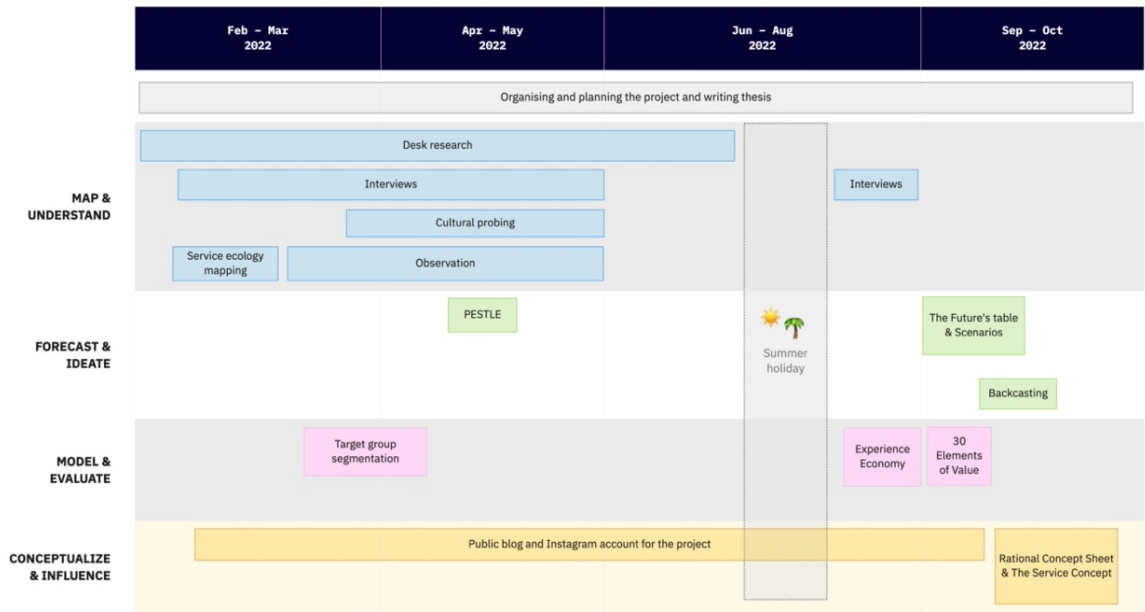 Feb – Mar
2022
Apr – May
2022
Jun – Aug
2022
Sep – Oct
2022
Organising and planning the project and writing thesis
MAP &
UNDERSTAND
Desk research
Interviews
Interviews
Cultural probing
Service ecology
mapping
Observation
FORECAST &
IDEATE
PESTLE
Summer
holiday
The Future's table
& Scenarios
Backcasting
MODEL &
EVALUATE
Target group
segmentation
Experience
Economy
30
Elements
of Value
CONCEPTUALIZE
& INFLUENCE
Public blog and Instagram account for the project
Rational Concept Sheet
& The Service Concept